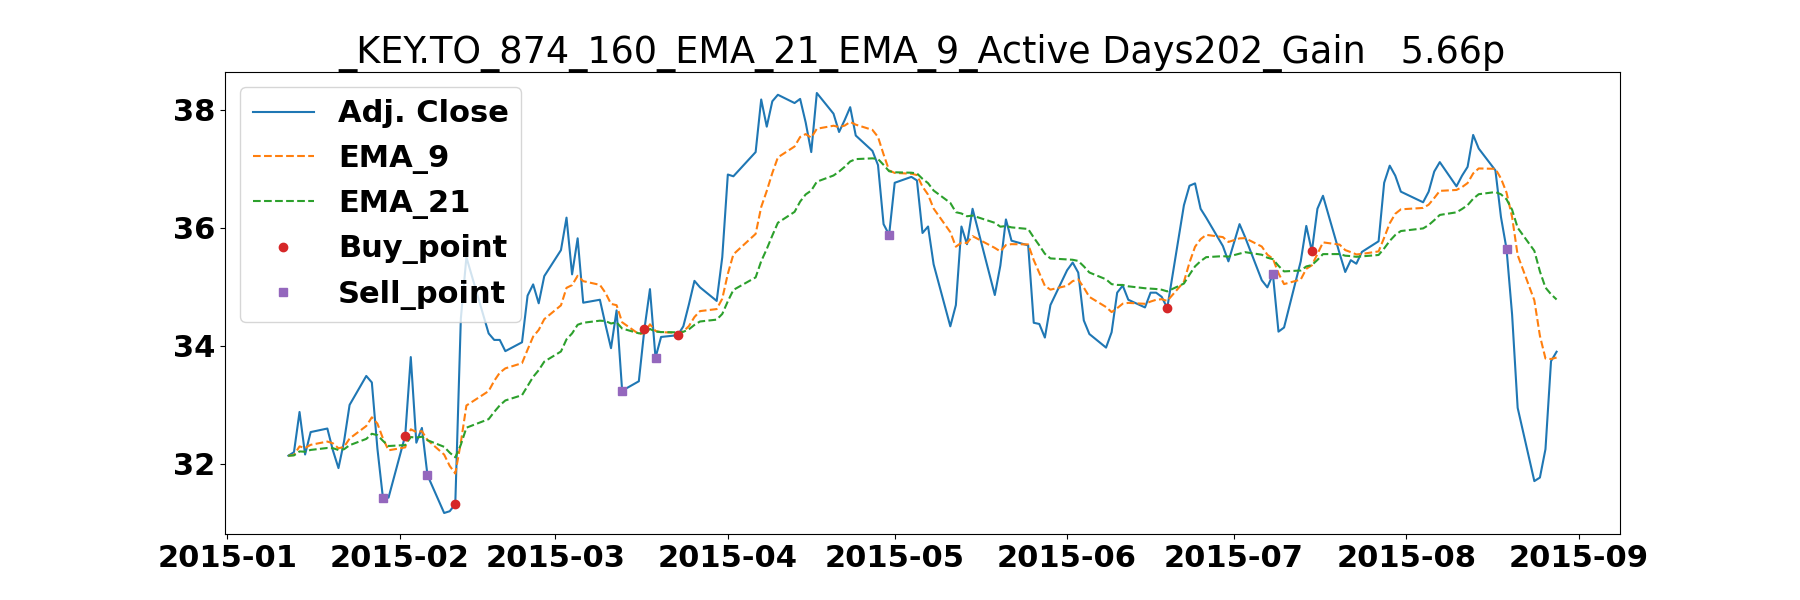 _KEY.TO_874_160_EMA_21_EMA_9_Active Days202_Gain   5.66p
38
36
34
32
Adj. Close
EMA_9
EMA_21
Buy_point
Sell_point
2015-01 2015-02 2015-03 2015-04 2015-05 2015-06 2015-07 2015-08 2015-09